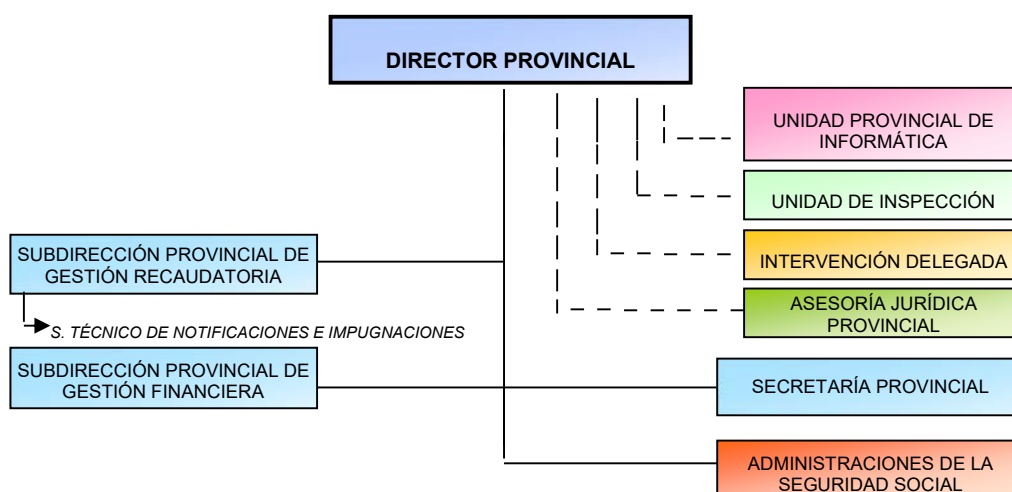 DIRECTOR PROVINCIAL
UNIDAD PROVINCIAL DE
INFORMÁTICA
UNIDAD DE INSPECCIÓN
SUBDIRECCIÓN PROVINCIAL DE
GESTIÓN RECAUDATORIA
INTERVENCIÓN DELEGADA
ASESORÍA JURÍDICA
PROVINCIAL
S. TÉCNICO DE NOTIFICACIONES E IMPUGNACIONES
SUBDIRECCIÓN PROVINCIAL DE
GESTIÓN FINANCIERA
SECRETARÍA PROVINCIAL
ADMINISTRACIONES DE LA
SEGURIDAD SOCIAL